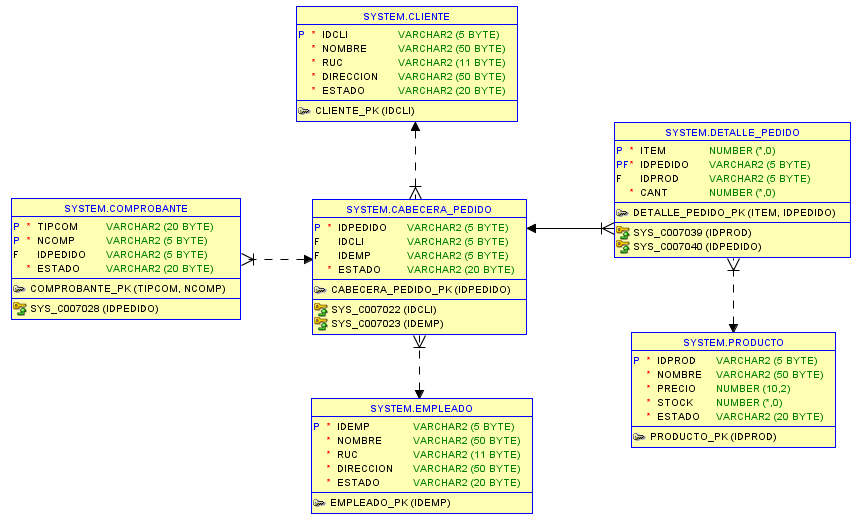 SYSTEM.CLIENTE
P * IDCLI VARCHAR2 (5 BYTE)
* NOMBRE VARCHAR2 (50 BYTE)
* RUC VARCHAR2 (11 BYTE)
* DIRECCION VARCHAR2 (50 BYTE)
* ESTADO VARCHAR2 (20 BYTE)
CLIENTE_PK (IDCLI)
SYSTEM.DETALLE_PEDIDO
P * ITEM NUMBER (*,0)
PF* IDPEDIDO VARCHAR2 (5 BYTE)
F IDPROD VARCHAR2 (5 BYTE)
* CANT NUMBER (*,0)
DETALLE_PEDIDO_PK (ITEM, IDPEDIDO)
SYS_C007039 (IDPROD)
SYS_C007040 (IDPEDIDO)
SYSTEM.COMPROBANTE
P * TIPCOM VARCHAR2 (20 BYTE)
P * NCOMP VARCHAR2 (5 BYTE)
F IDPEDIDO VARCHAR2 (5 BYTE)
* ESTADO VARCHAR2 (20 BYTE)
COMPROBANTE_PK (TIPCOM, NCOMP)
SYS_C007028 (IDPEDIDO)
SYSTEM.CABECERA_PEDIDO
P * IDPEDIDO VARCHAR2 (5 BYTE)
F IDCLI VARCHAR2 (5 BYTE)
F IDEMP VARCHAR2 (5 BYTE)
* ESTADO VARCHAR2 (20 BYTE)
CABECERA_PEDIDO_PK (IDPEDIDO)
SYS_C007022 (IDCLI)
SYS_C007023 (IDEMP)
SYSTEM.PRODUCTO
P * IDPROD VARCHAR2 (5 BYTE)
* NOMBRE VARCHAR2 (50 BYTE)
* PRECIO NUMBER (10,2)
* STOCK NUMBER (*,0)
* ESTADO VARCHAR2 (20 BYTE)
PRODUCTO_PK (IDPROD)
SYSTEM.EMPLEADO
P * IDEMP VARCHAR2 (5 BYTE)
* NOMBRE VARCHAR2 (50 BYTE)
* RUC VARCHAR2 (11 BYTE)
* DIRECCION VARCHAR2 (50 BYTE)
* ESTADO VARCHAR2 (20 BYTE)
EMPLEADO_PK (IDEMP)